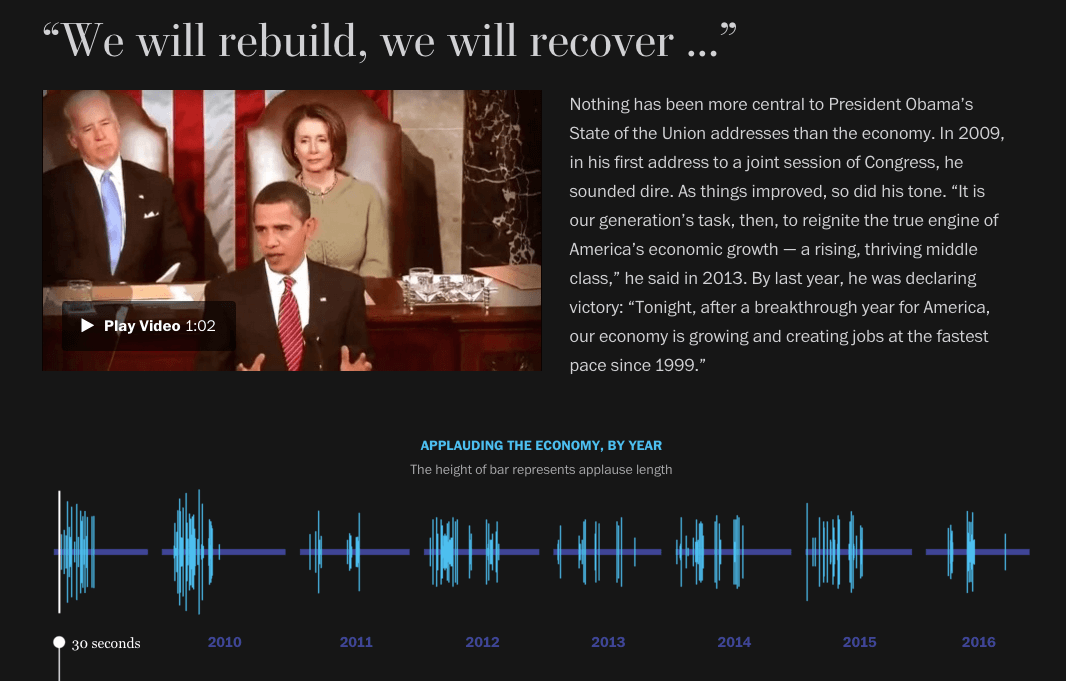 “We will rebuild, we will recover ...”
Nothing has been more central to President Obama’s
State of the Union addresses than the economy. In 2009,
in his first address to a joint session of Congress, he
sounded dire. As things improved, so did his tone. “It is
our generation’s task, then, to reignite the true engine of
America’s economic growth — a rising, thriving middle
class,” he said in 2013. By last year, he was declaring
victory: “Tonight, after a breakthrough year for America,
our economy is growing and creating jobs at the fastest
pace since 1999.”
Play Video 1:02
APPLAUDING THE ECONOMY, BY YEAR
The height of bar represents applause length
30 seconds 2010 2011 2012 2013 2014 2015 2016